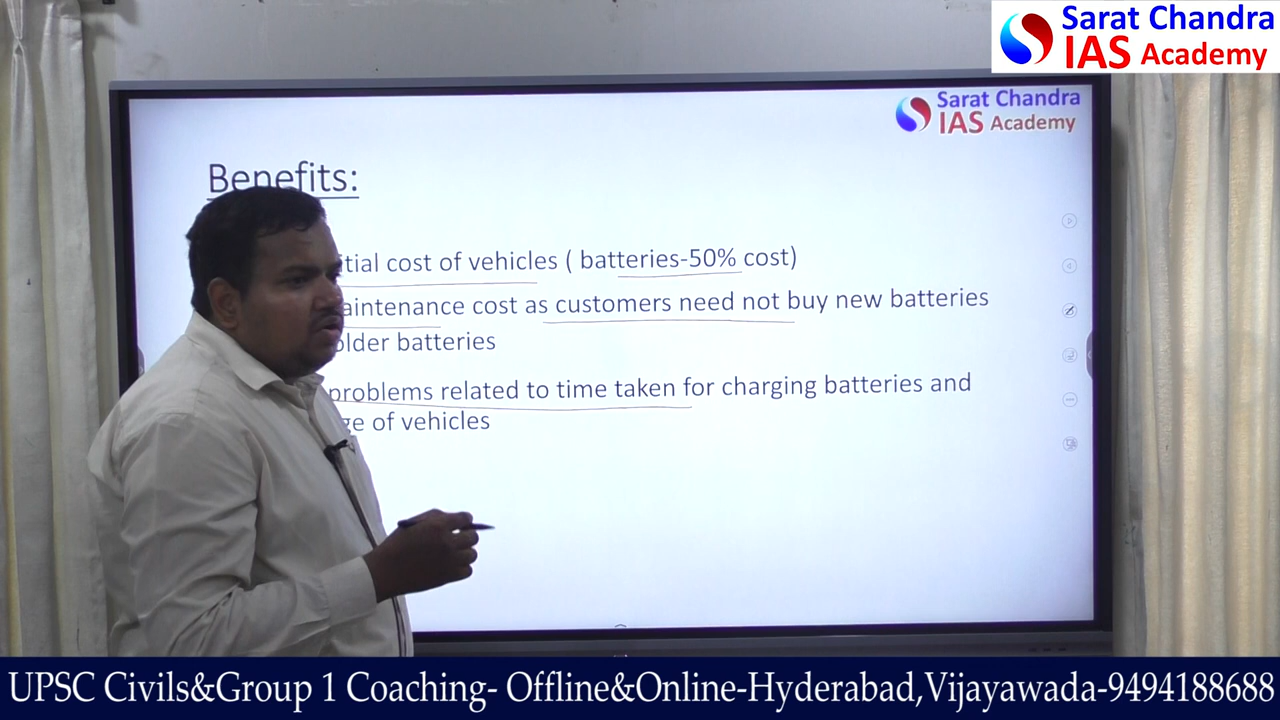 Sarat Chandra
IAS Academy
Sarat Chandra
IAS Academy
Benefits:
itial cost of vehicles ( batteries-50% cost)
aintenance cost as customers need not buy new batteries
older batteries
problems related to time taken for charging batteries and
ge of vehicles
UPSC Civils&Group 1 Coaching- Offline&Online-Hyderabad,Vijayawada-9494188688